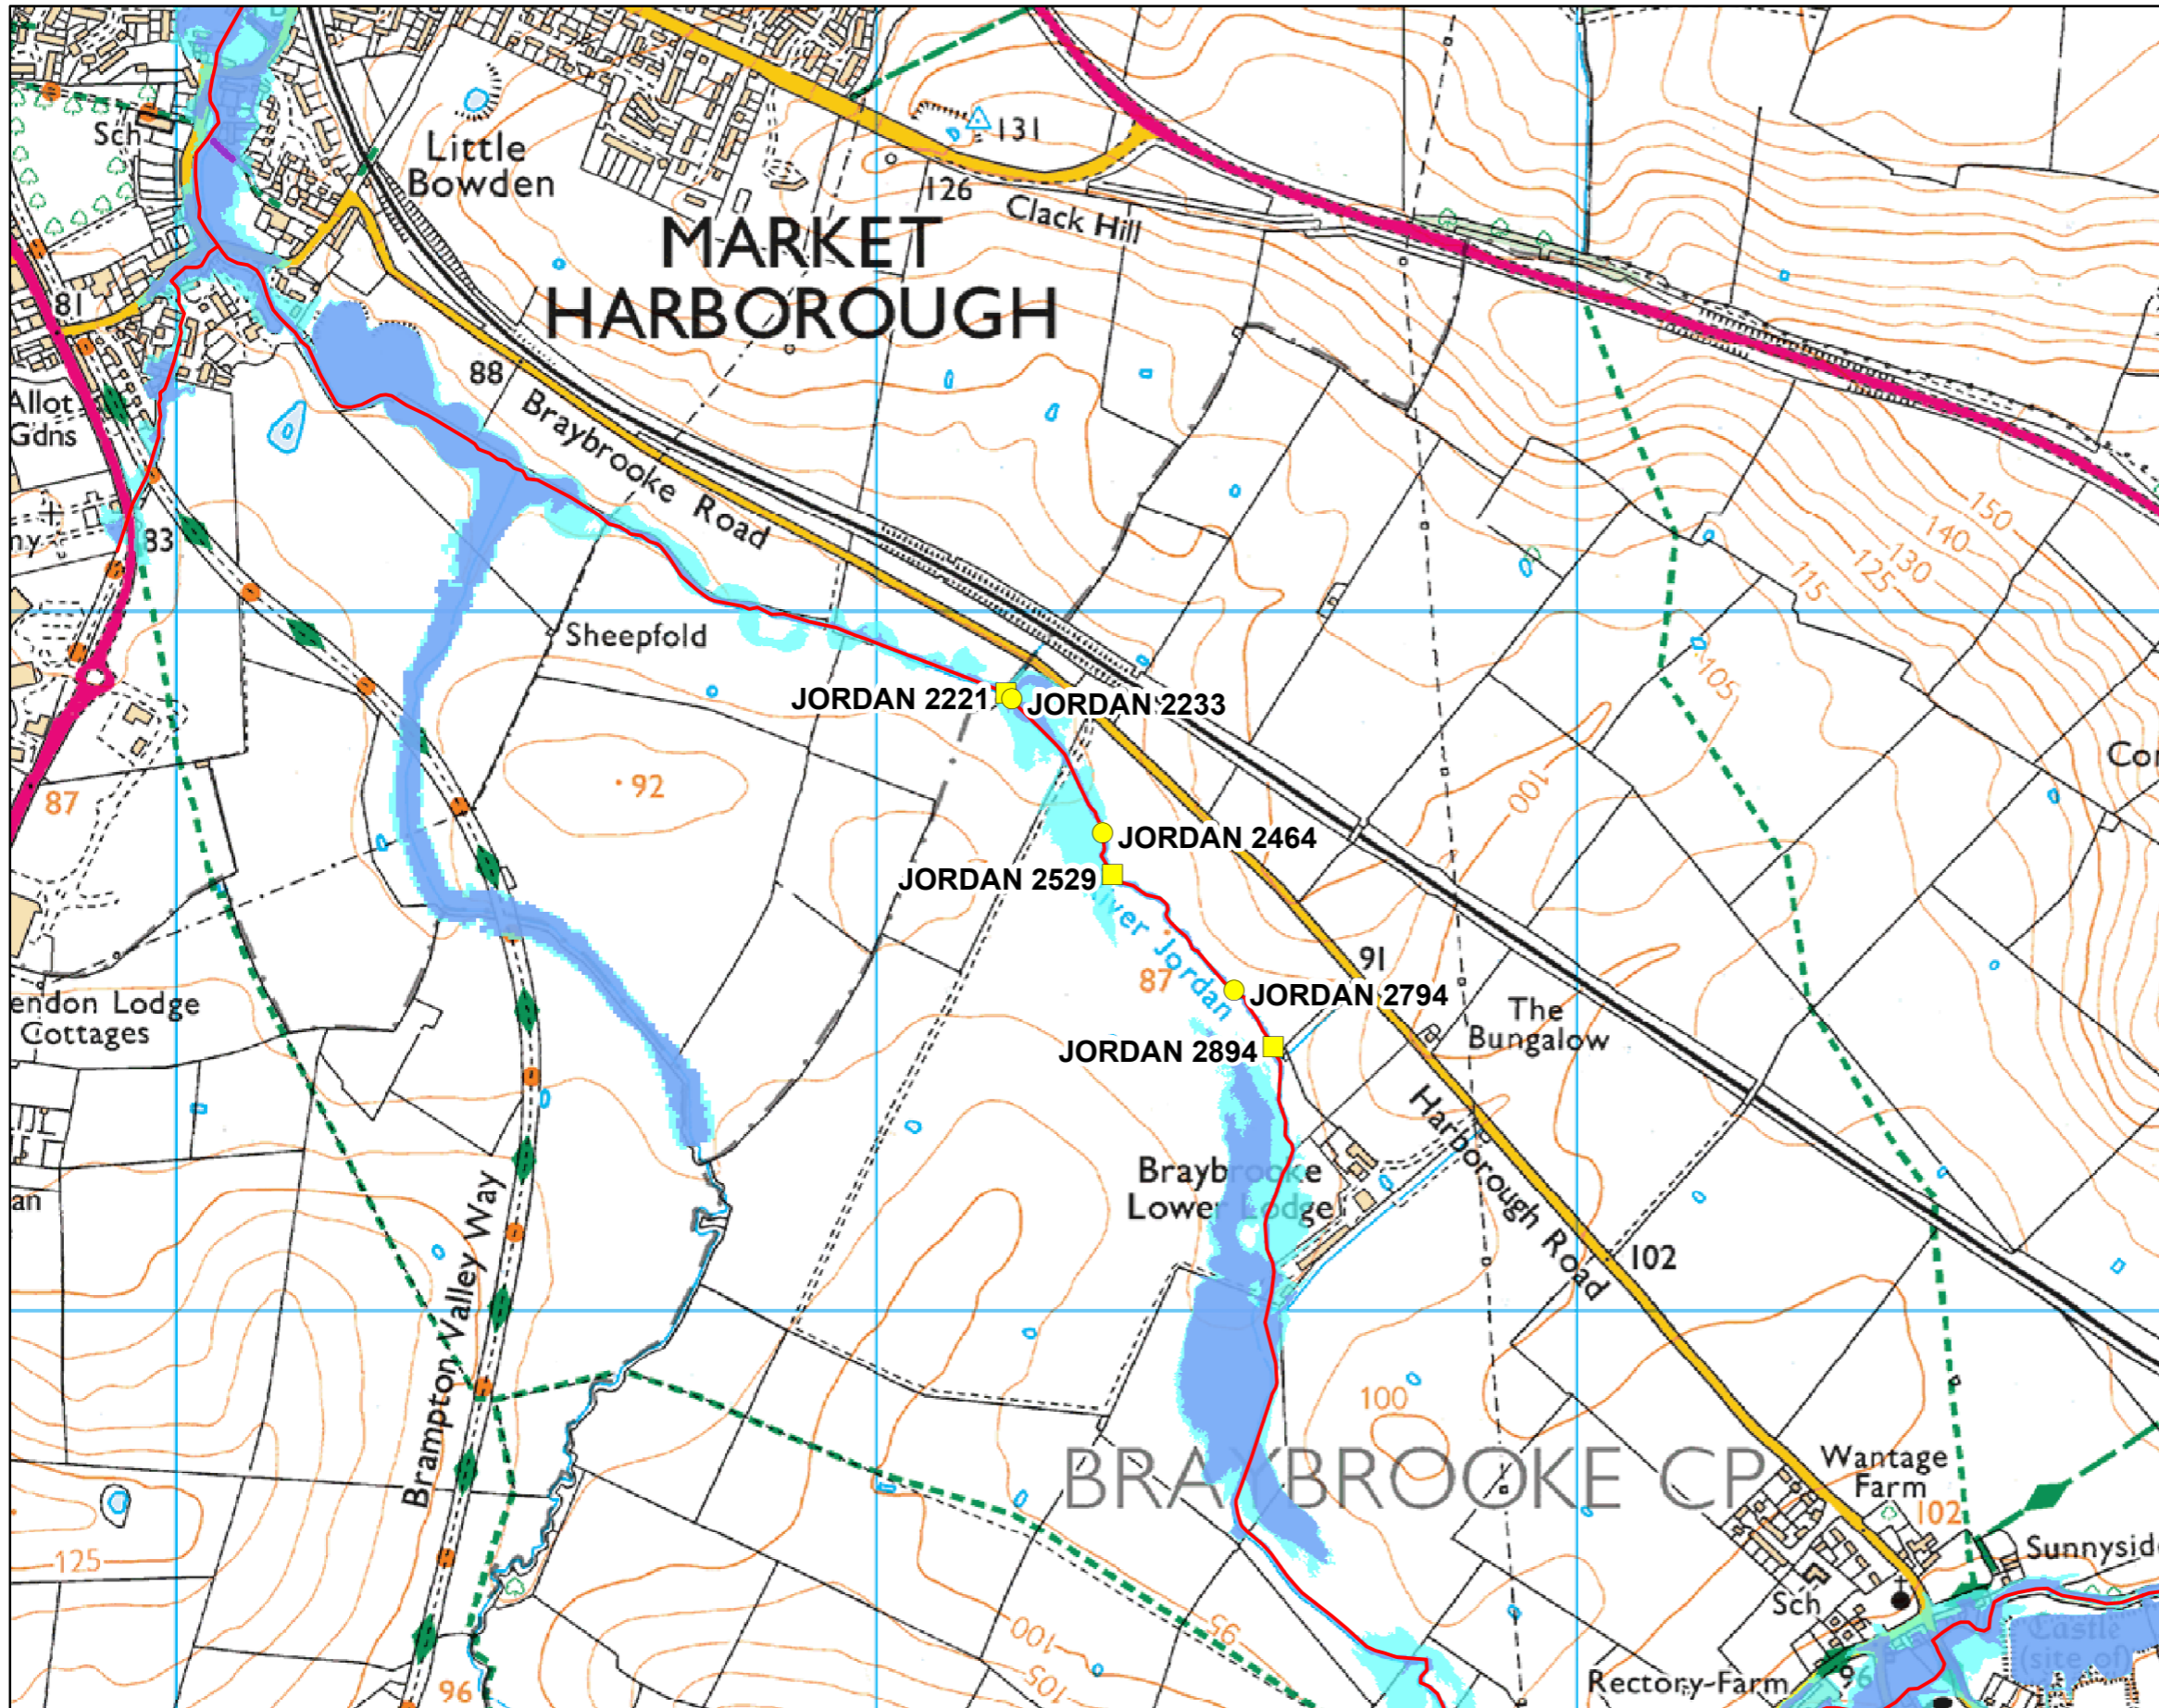 Sch
Little
Bowden
131
126
Clack Hill
MARKET
HARBOROUGH
81
88
Braybrooke Road
Allot
Gdns
83
150
140
130
125
115
Sheepfold
105
JORDAN 2221
JORDAN 2233
92
87
100
JORDAN 2464
JORDAN 2529
River Jordan
87
91
JORDAN 2794
endon Lodge
Cottages
The
Bungalow
JORDAN 2894
Harborough Road
an
Braybrooke
Lower Lodge
Brampton Valley Way
102
100
BRAYBROOKE CP
Wantage
Farm
102
125
Sunnyside
100
95
105
Sch
Castle
(site of)
Rectory Farm
96
96